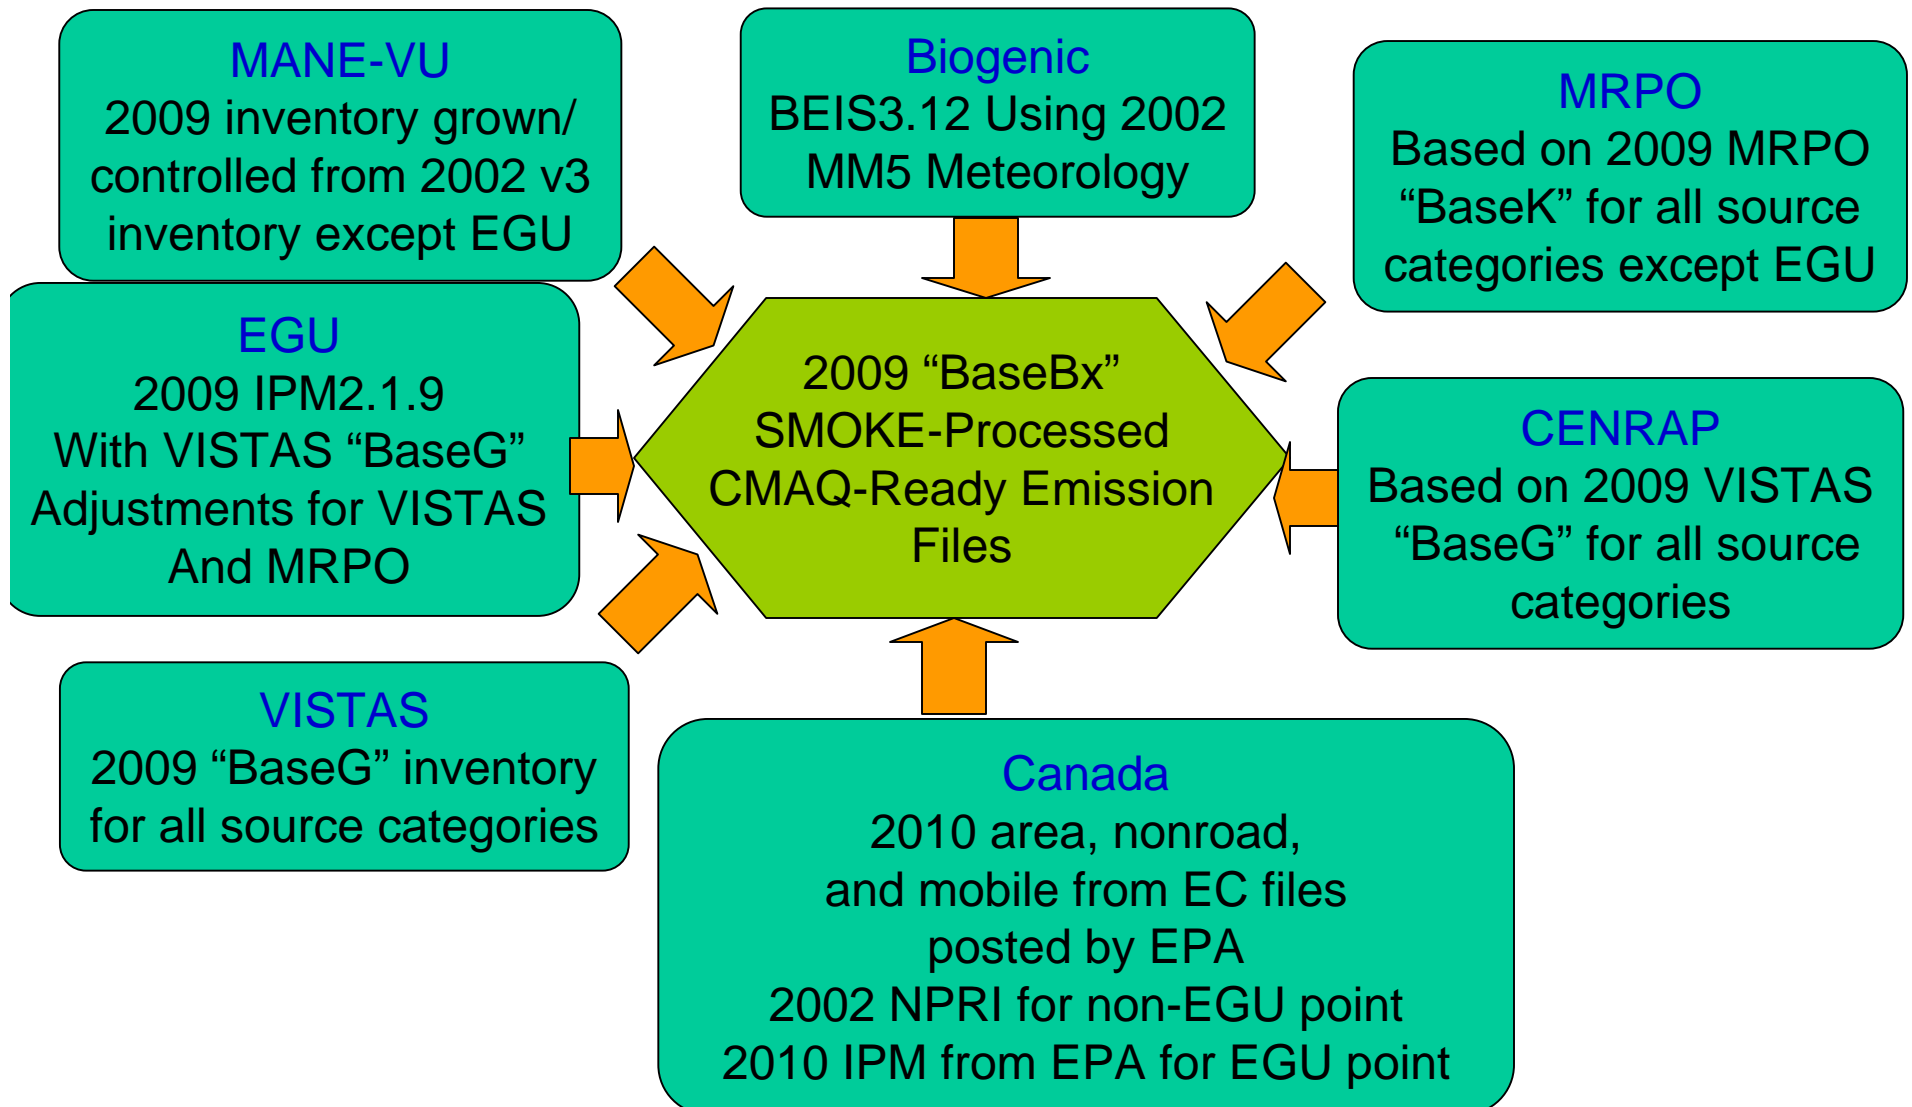 MANE-VU
2009 inventory grown/
controlled from 2002 v3
inventory except EGU
Biogenic
BEIS3.12 Using 2002
MM5 Meteorology
MRPO
Based on 2009 MRPO
“BaseK” for all source
categories except EGU
EGU
2009 IPM2.1.9
With VISTAS “BaseG”
Adjustments for VISTAS
And MRPO
2009 “BaseBx”
SMOKE-Processed
CMAQ-Ready Emission
Files
CENRAP
Based on 2009 VISTAS
“BaseG” for all source
categories
VISTAS
2009 “BaseG” inventory
for all source categories
Canada
2010 area, nonroad,
and mobile from EC files
posted by EPA
2002 NPRI for non-EGU point
2010 IPM from EPA for EGU point